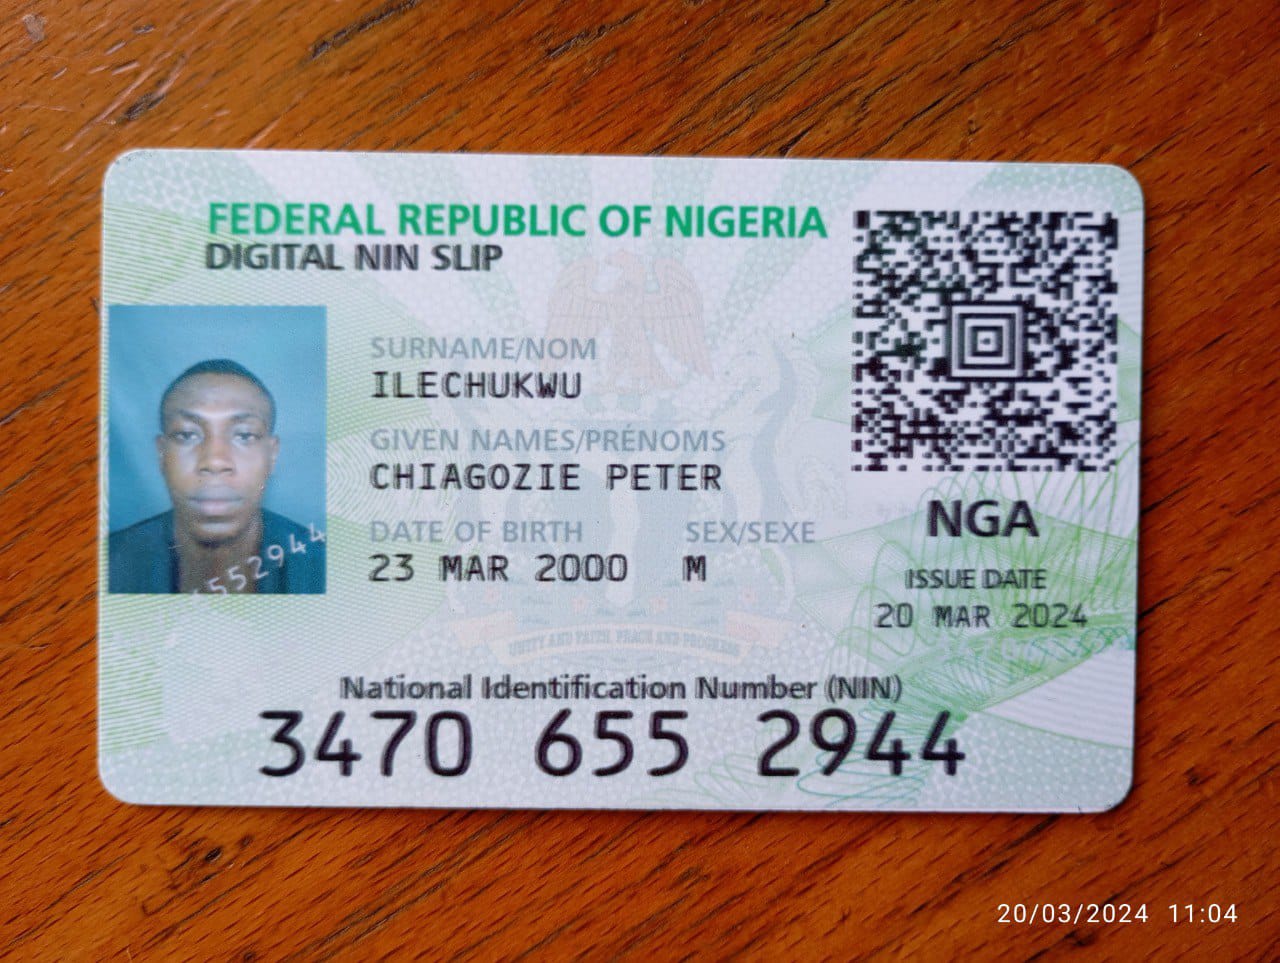 FEDERAL REPUBLIC OF NIGERIA
DIGITAL NIN SLIP
SURNAME/NOM
ILECHUKWU
GIVEN NAMES/PRÉNOMS
CHIAGOZIE PETER
DATE OF BIRTH SEX/SEXE
23 MAR 2000 M
NGA
ISSUE DATE
20 MAR 2024
6552944
UNITY AND FAITH, PEACE AND PROGRESS
National Identification Number (NIN)
3470 655 2944
20/03/2024 11:04